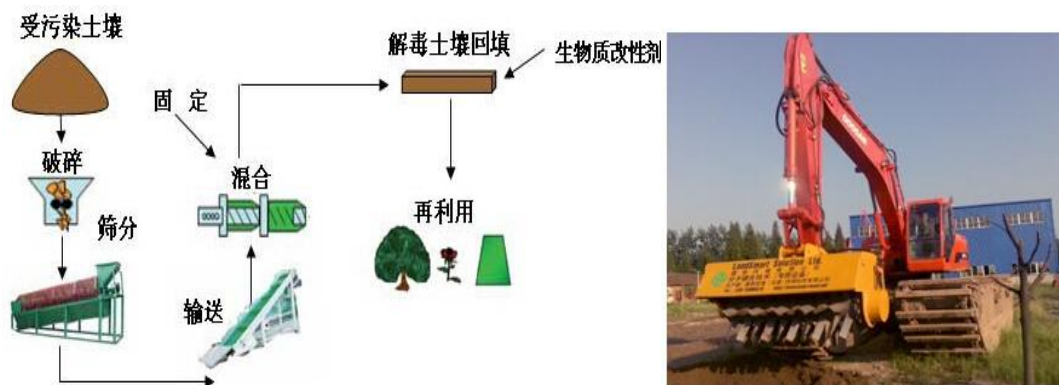 受污染土壤
破碎
筛分
输送
固 定
混合
解毒土壤回填
生物质改性剂
再利用
DOOSAN